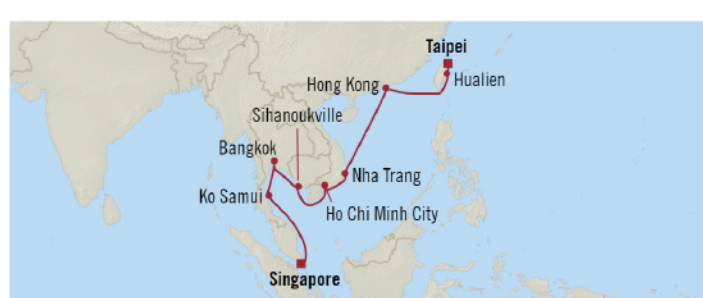 Taipei
Hualien
Hong Kong
Sihanoukville
Bangkok
Nha Trang
Ko Samui
Ho Chi Minh City
Singapore